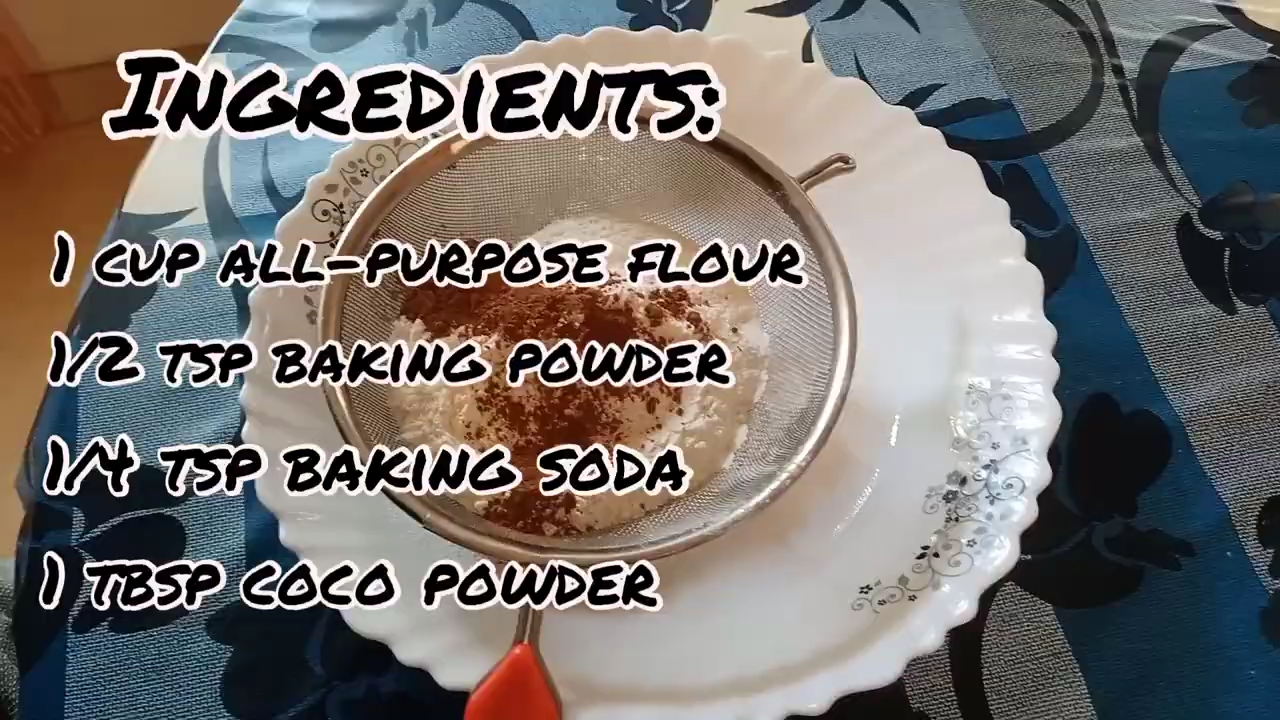 INGREDIENTS:
1 CUP ALL-PURPOSE FLOUR
1/2 TSP BAKING POWDER
1/4 TSP BAKING SODA
1 TBSP COCO POWDER